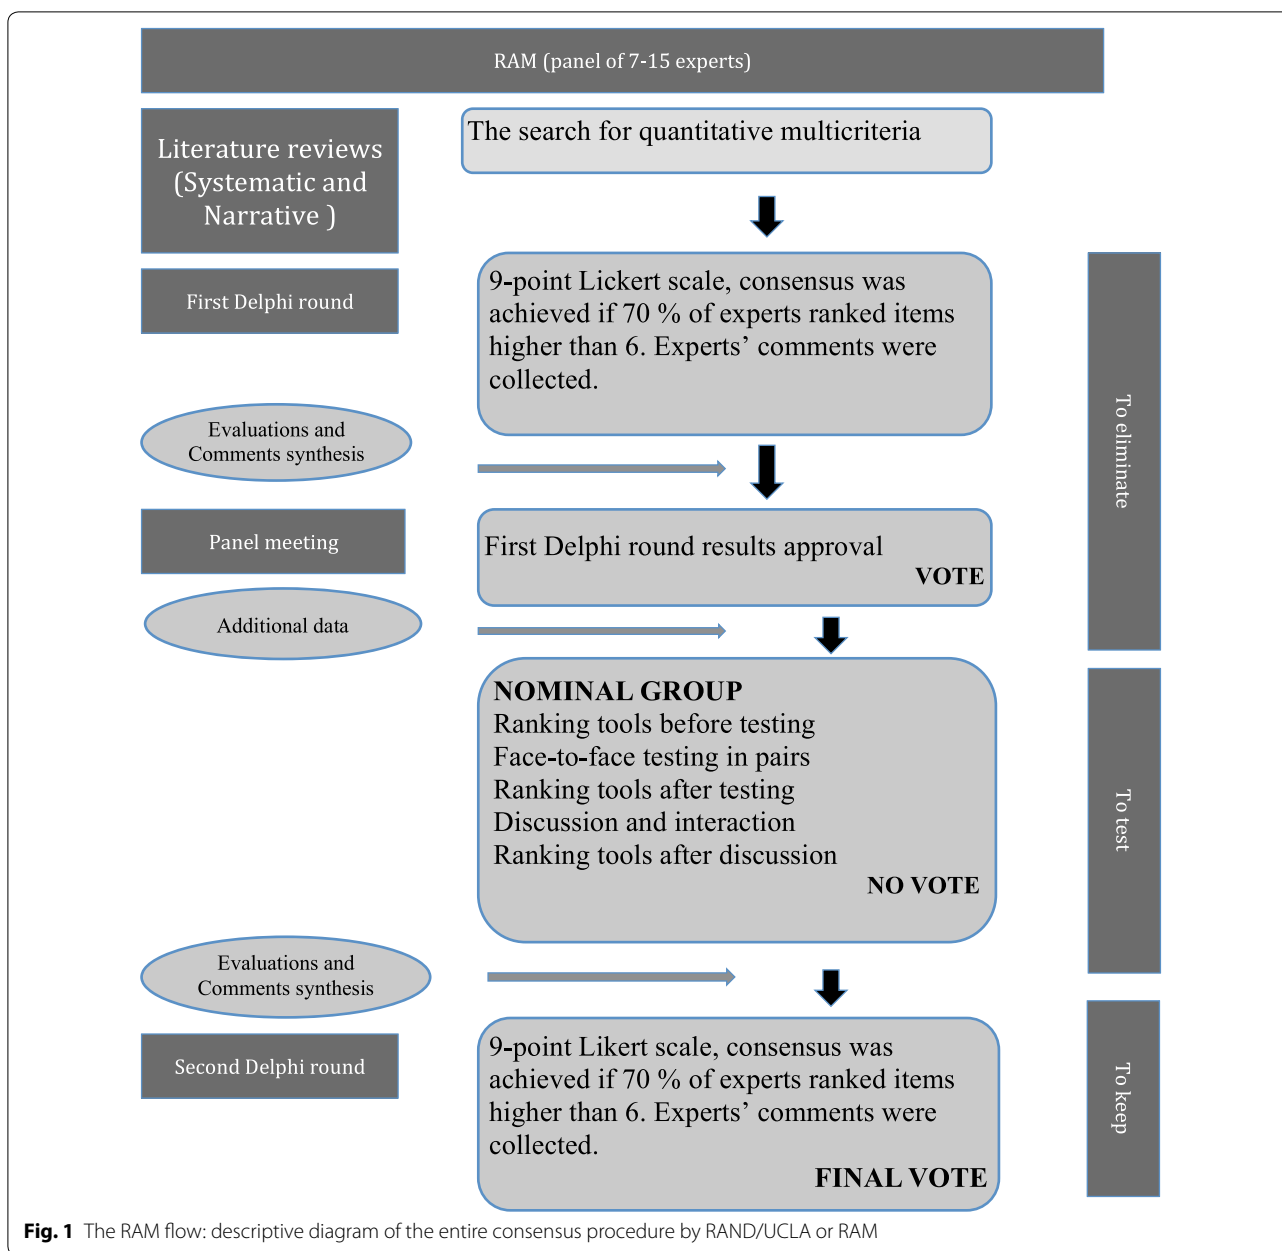 RAM (panel of 7-15 experts)
Literature reviews
(Systematic and
Narrative )
The search for quantitative multicriteria
First Delphi round
9-point Lickert scale, consensus was
achieved if 70 % of experts ranked items
higher than 6. Experts’ comments were
collected.
To eliminate
Evaluations and
Comments synthesis
Panel meeting
First Delphi round results approval
VOTE
Additional data
NOMINAL GROUP
Ranking tools before testing
Face-to-face testing in pairs
Ranking tools after testing
Discussion and interaction
Ranking tools after discussion
NO VOTE
To test
Evaluations and
Comments synthesis
Second Delphi round
9-point Likert scale, consensus was
achieved if 70 % of experts ranked items
higher than 6. Experts’ comments were
collected.
FINAL VOTE
To keep
Fig. 1 The RAM flow: descriptive diagram of the entire consensus procedure by RAND/UCLA or RAM